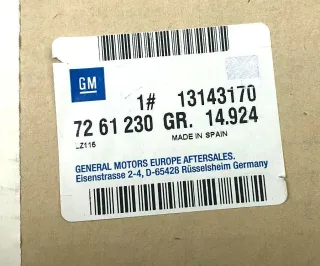 GM
1# 13143170
72 61 230 GR. 14.924
LZ115 MADE IN SPAIN
GENERAL MOTORS EUROPE AFTERSALES.
Eisenstrasse 2-4, D-65428 Rüsselsheim Germany